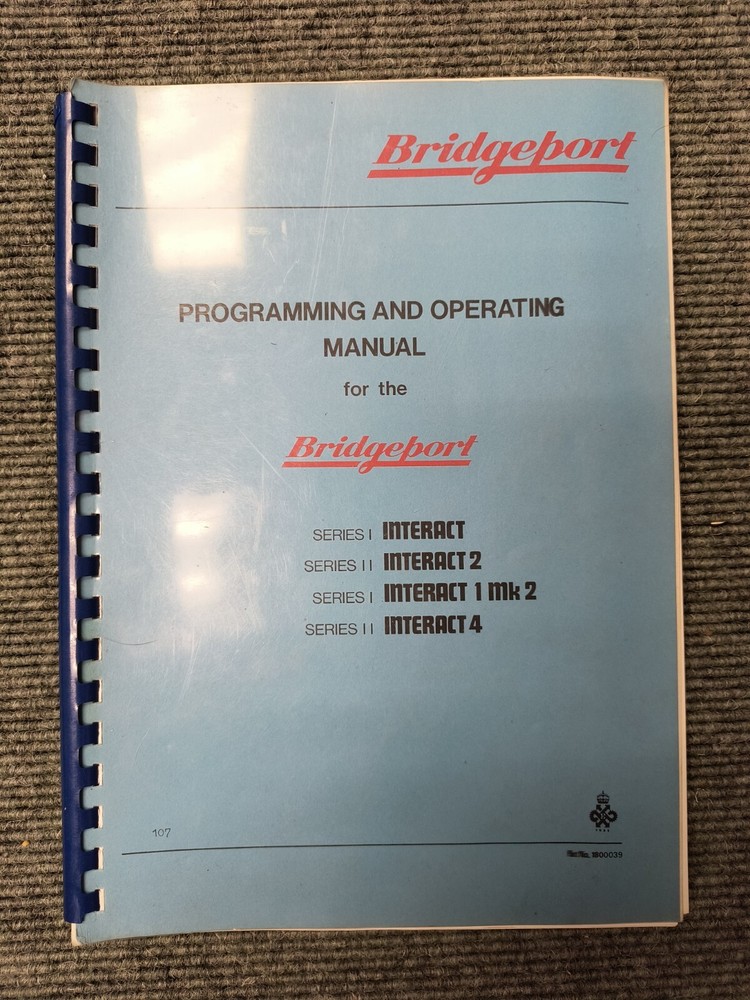 Bridgeport
PROGRAMMING AND OPERATING
MANUAL
for the
Bridgeport
SERIES I INTERACT
SERIES II INTERACT 2
SERIES I INTERACT 1 Mk 2
SERIES II INTERACT 4
107
1800039